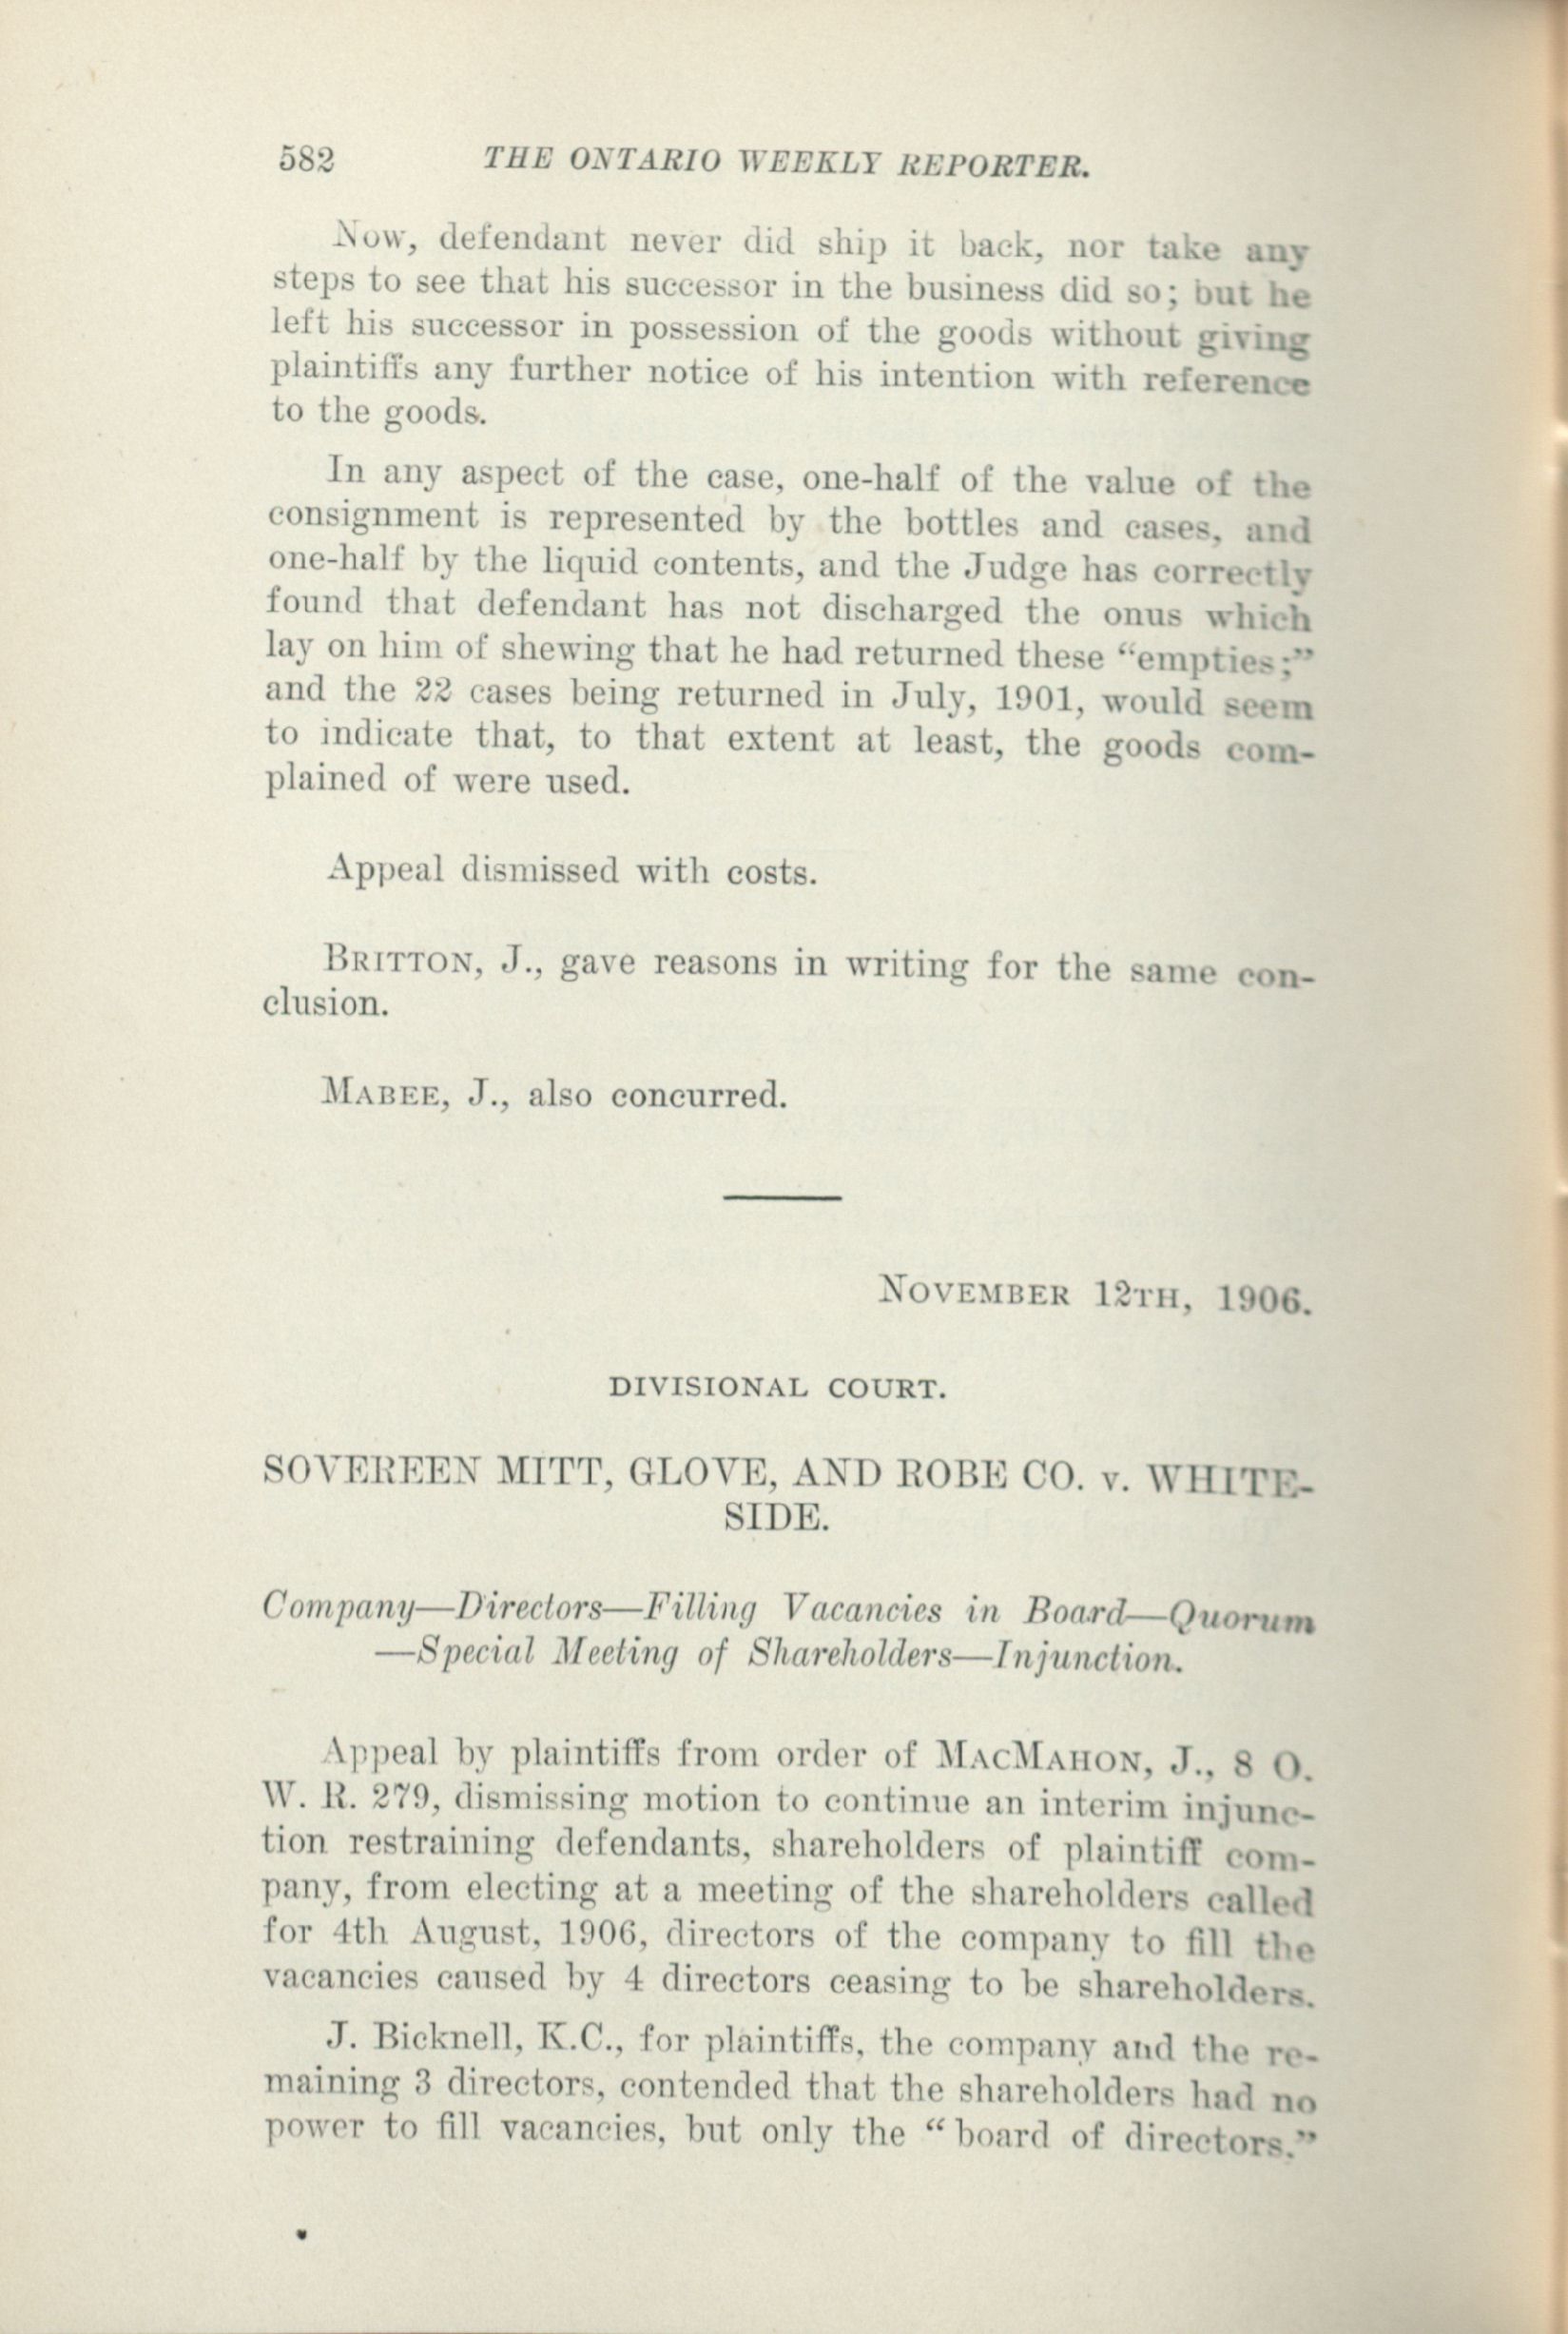 582 THE ONTARIO WEEKLY REPORTER.
Now, defendant never did ship it back, nor take any
steps to see that his successor in the business did so; but he
left his successor in possession of the goods without giving
plaintiffs any further notice of his intention with reference
to the goods.
In any aspect of the case, one-half of the value of the
consignment is represented by the bottles and cases, and
one-half by the liquid contents, and the Judge has correctly
found that defendant has not discharged the onus which
lay on him of shewing that he had returned these "empties;"
and the 22 cases being returned in July, 1901, would seem
to indicate that, to that extent at least, the goods com-
plained of were used.
Appeal dismissed with costs.
BRITTON, J., gave reasons in writing for the same con-
clusion.
MABEE, J., also concurred.
NOVEMBER 12TH, 1906.
DIVISIONAL COURT.
SOVEREEN MITT, GLOVE, AND ROBE CO. v. WHITE-
SIDE.
Company—Directors—Filling Vacancies in Board—Quorum
—Special Meeting of Shareholders—Injunction.
Appeal by plaintiffs from order of MACMAHON, J., 8 O.
W. R. 279, dismissing motion to continue an interim injunc-
tion restraining defendants, shareholders of plaintiff com-
pany, from electing at a meeting of the shareholders called
for 4th August, 1906, directors of the company to fill the
vacancies caused by 4 directors ceasing to be shareholders.
J. Bicknell, K.C., for plaintiffs, the company and the re-
maining 3 directors, contended that the shareholders had no
power to fill vacancies, but only the "board of directors."